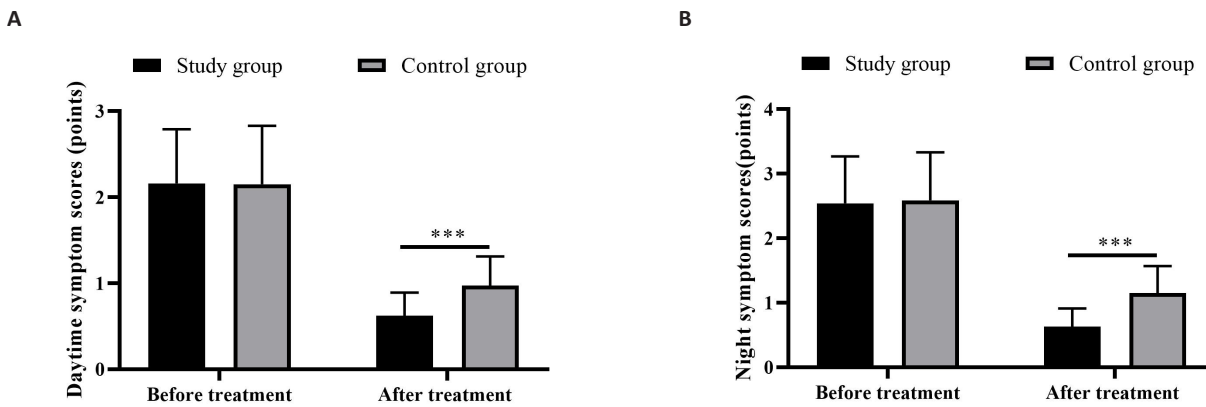 A
Study group
Control group
Daytime symptom scores (points)
3
2
1
0
***
Before treatment
After treatment
B
Study group
Control group
Night symptom scores(points)
4
3
2
1
0
***
Before treatment
After treatment